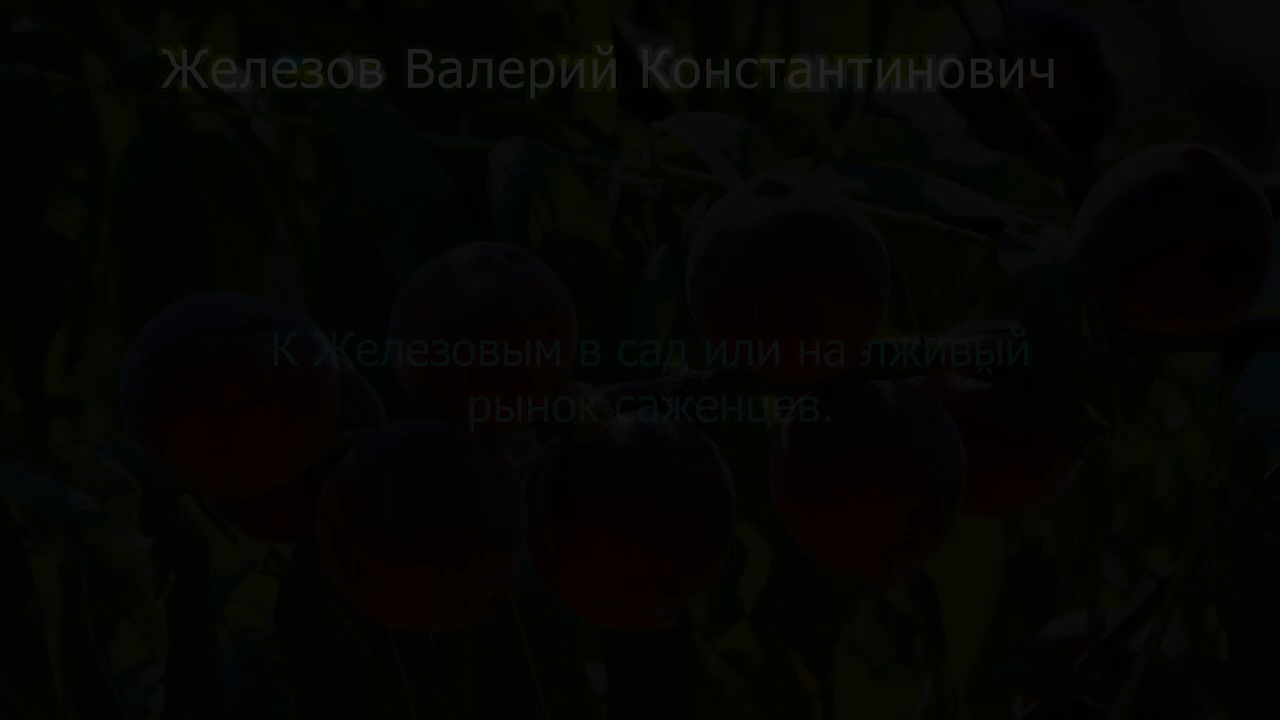 Железов Валерий Константинович
К Железовым в сад или на лживый
рынок саженцев.